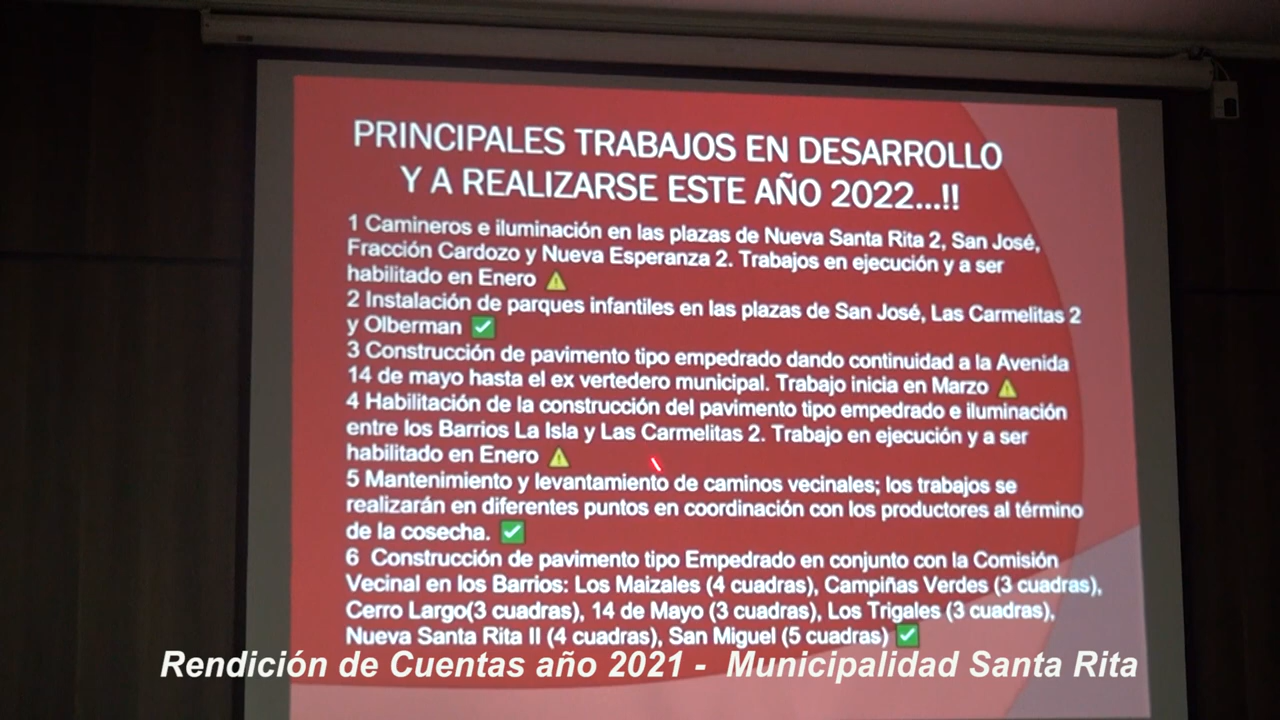 PRINCIPALES TRABAJOS EN DESARROLLO
Y A REALIZARSE ESTE AÑO 2022...!!
1 Camineros e iluminación en las plazas de Nueva Santa Rita 2, San José,
Fracción Cardozo y Nueva Esperanza 2. Trabajos en ejecución y a ser
habilitado en Enero ⚠
2 Instalación de parques infantiles en las plazas de San José, Las Carmelitas 2
y Olberman ✅
3 Construcción de pavimento tipo empedrado dando continuidad a la Avenida
14 de mayo hasta el ex vertedero municipal. Trabajo inicia en Marzo ⚠
4 Habilitación de la construcción del pavimento tipo empedrado e iluminación
entre los Barrios La Isla y Las Carmelitas 2. Trabajo en ejecución y a ser
habilitado en Enero ⚠
5 Mantenimiento y levantamiento de caminos vecinales; los trabajos se
realizarán en diferentes puntos en coordinación con los productores al término
de la cosecha. ✅
6 Construcción de pavimento tipo Empedrado en conjunto con la Comisión
Vecinal en los Barrios: Los Maizales (4 cuadras), Campiñas Verdes (3 cuadras),
Cerro Largo(3 cuadras), 14 de Mayo (3 cuadras), Los Trigales (3 cuadras),
Nueva Santa Rita II (4 cuadras), San Miguel (5 cuadras) ✅
Rendición de Cuentas año 2021 - Municipalidad Santa Rita